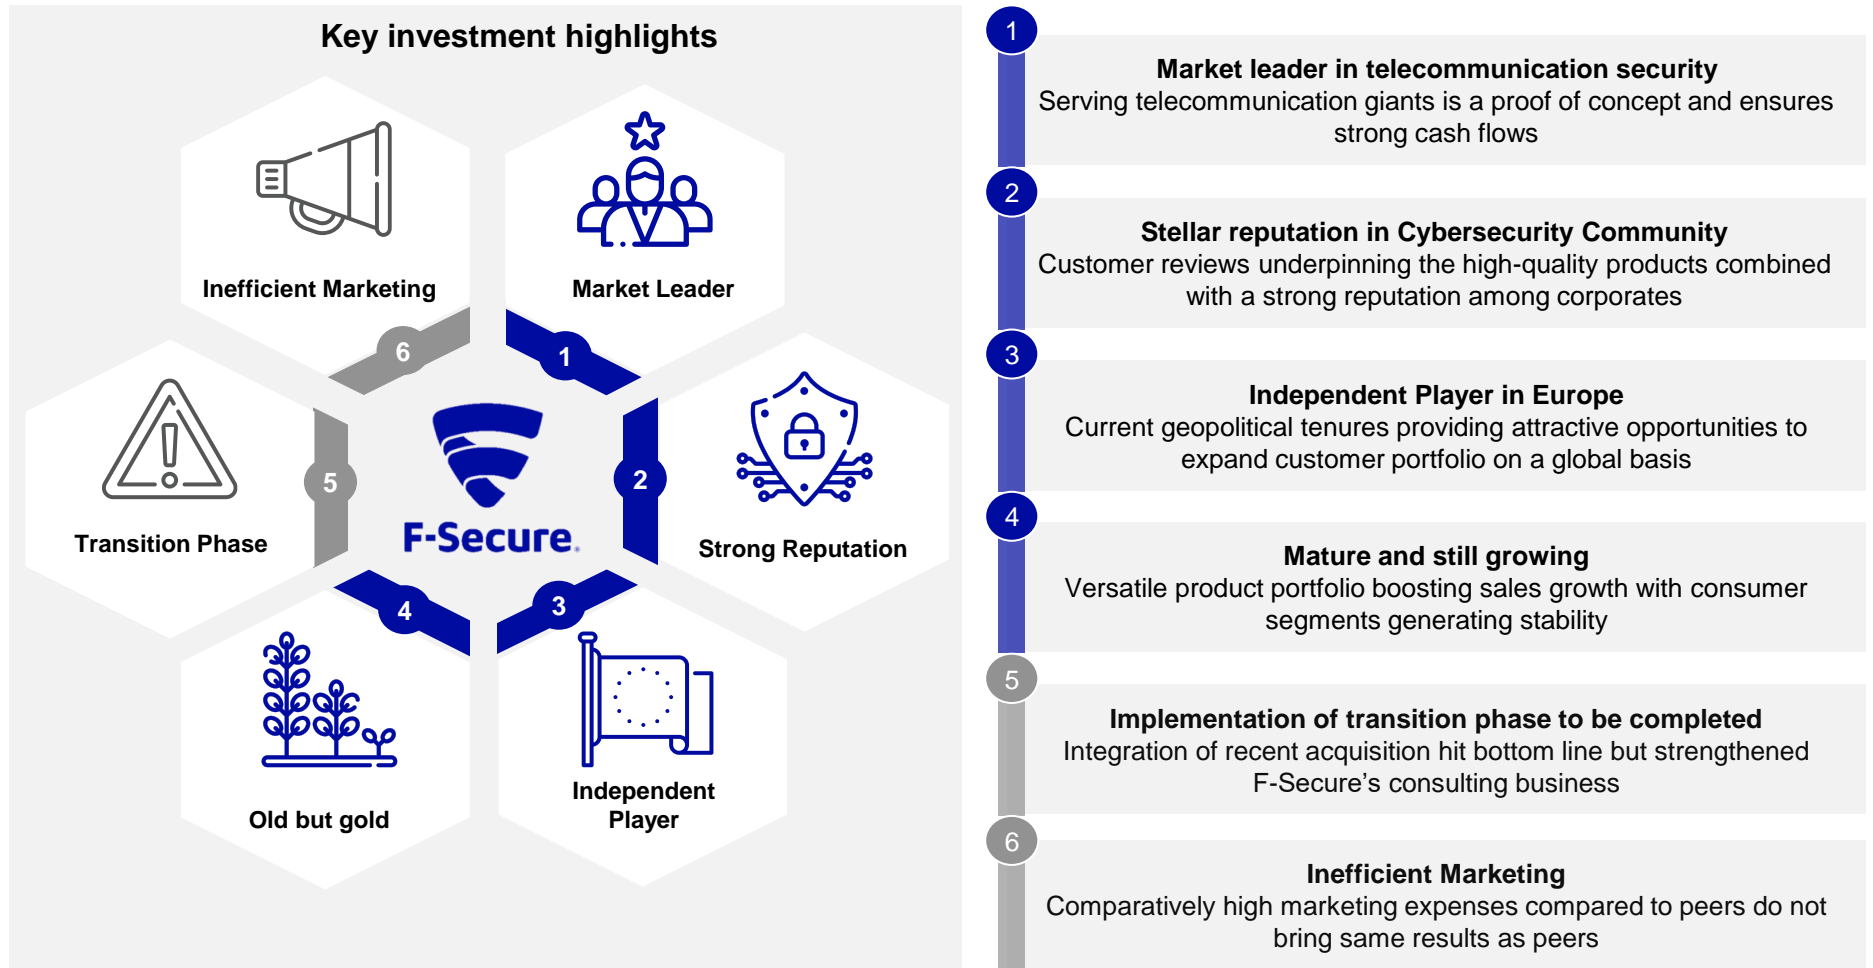 Key investment highlights
Inefficient Marketing
Market Leader
6
1
Transition Phase
5
F-Secure.
2
Strong Reputation
4
3
Old but gold
Independent
Player
1
Market leader in telecommunication security
Serving telecommunication giants is a proof of concept and ensures
strong cash flows
2
Stellar reputation in Cybersecurity Community
Customer reviews underpinning the high-quality products combined
with a strong reputation among corporates
3
Independent Player in Europe
Current geopolitical tenures providing attractive opportunities to
expand customer portfolio on a global basis
4
Mature and still growing
Versatile product portfolio boosting sales growth with consumer
segments generating stability
5
Implementation of transition phase to be completed
Integration of recent acquisition hit bottom line but strengthened
F-Secure’s consulting business
6
Inefficient Marketing
Comparatively high marketing expenses compared to peers do not
bring same results as peers